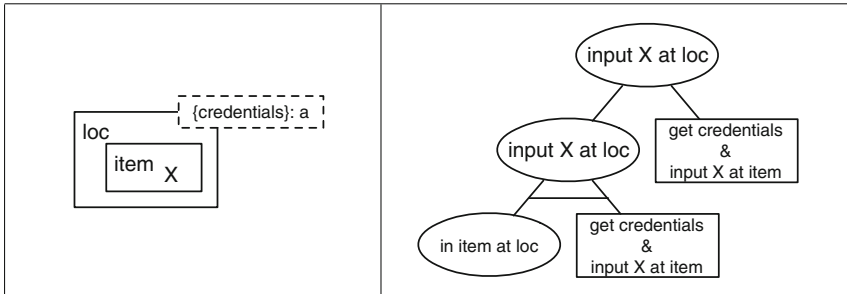 {credentials}: a
loc
item
X
input X at loc
input X at loc
get credentials
&
input X at item
in item at loc
get credentials
&
input X at item